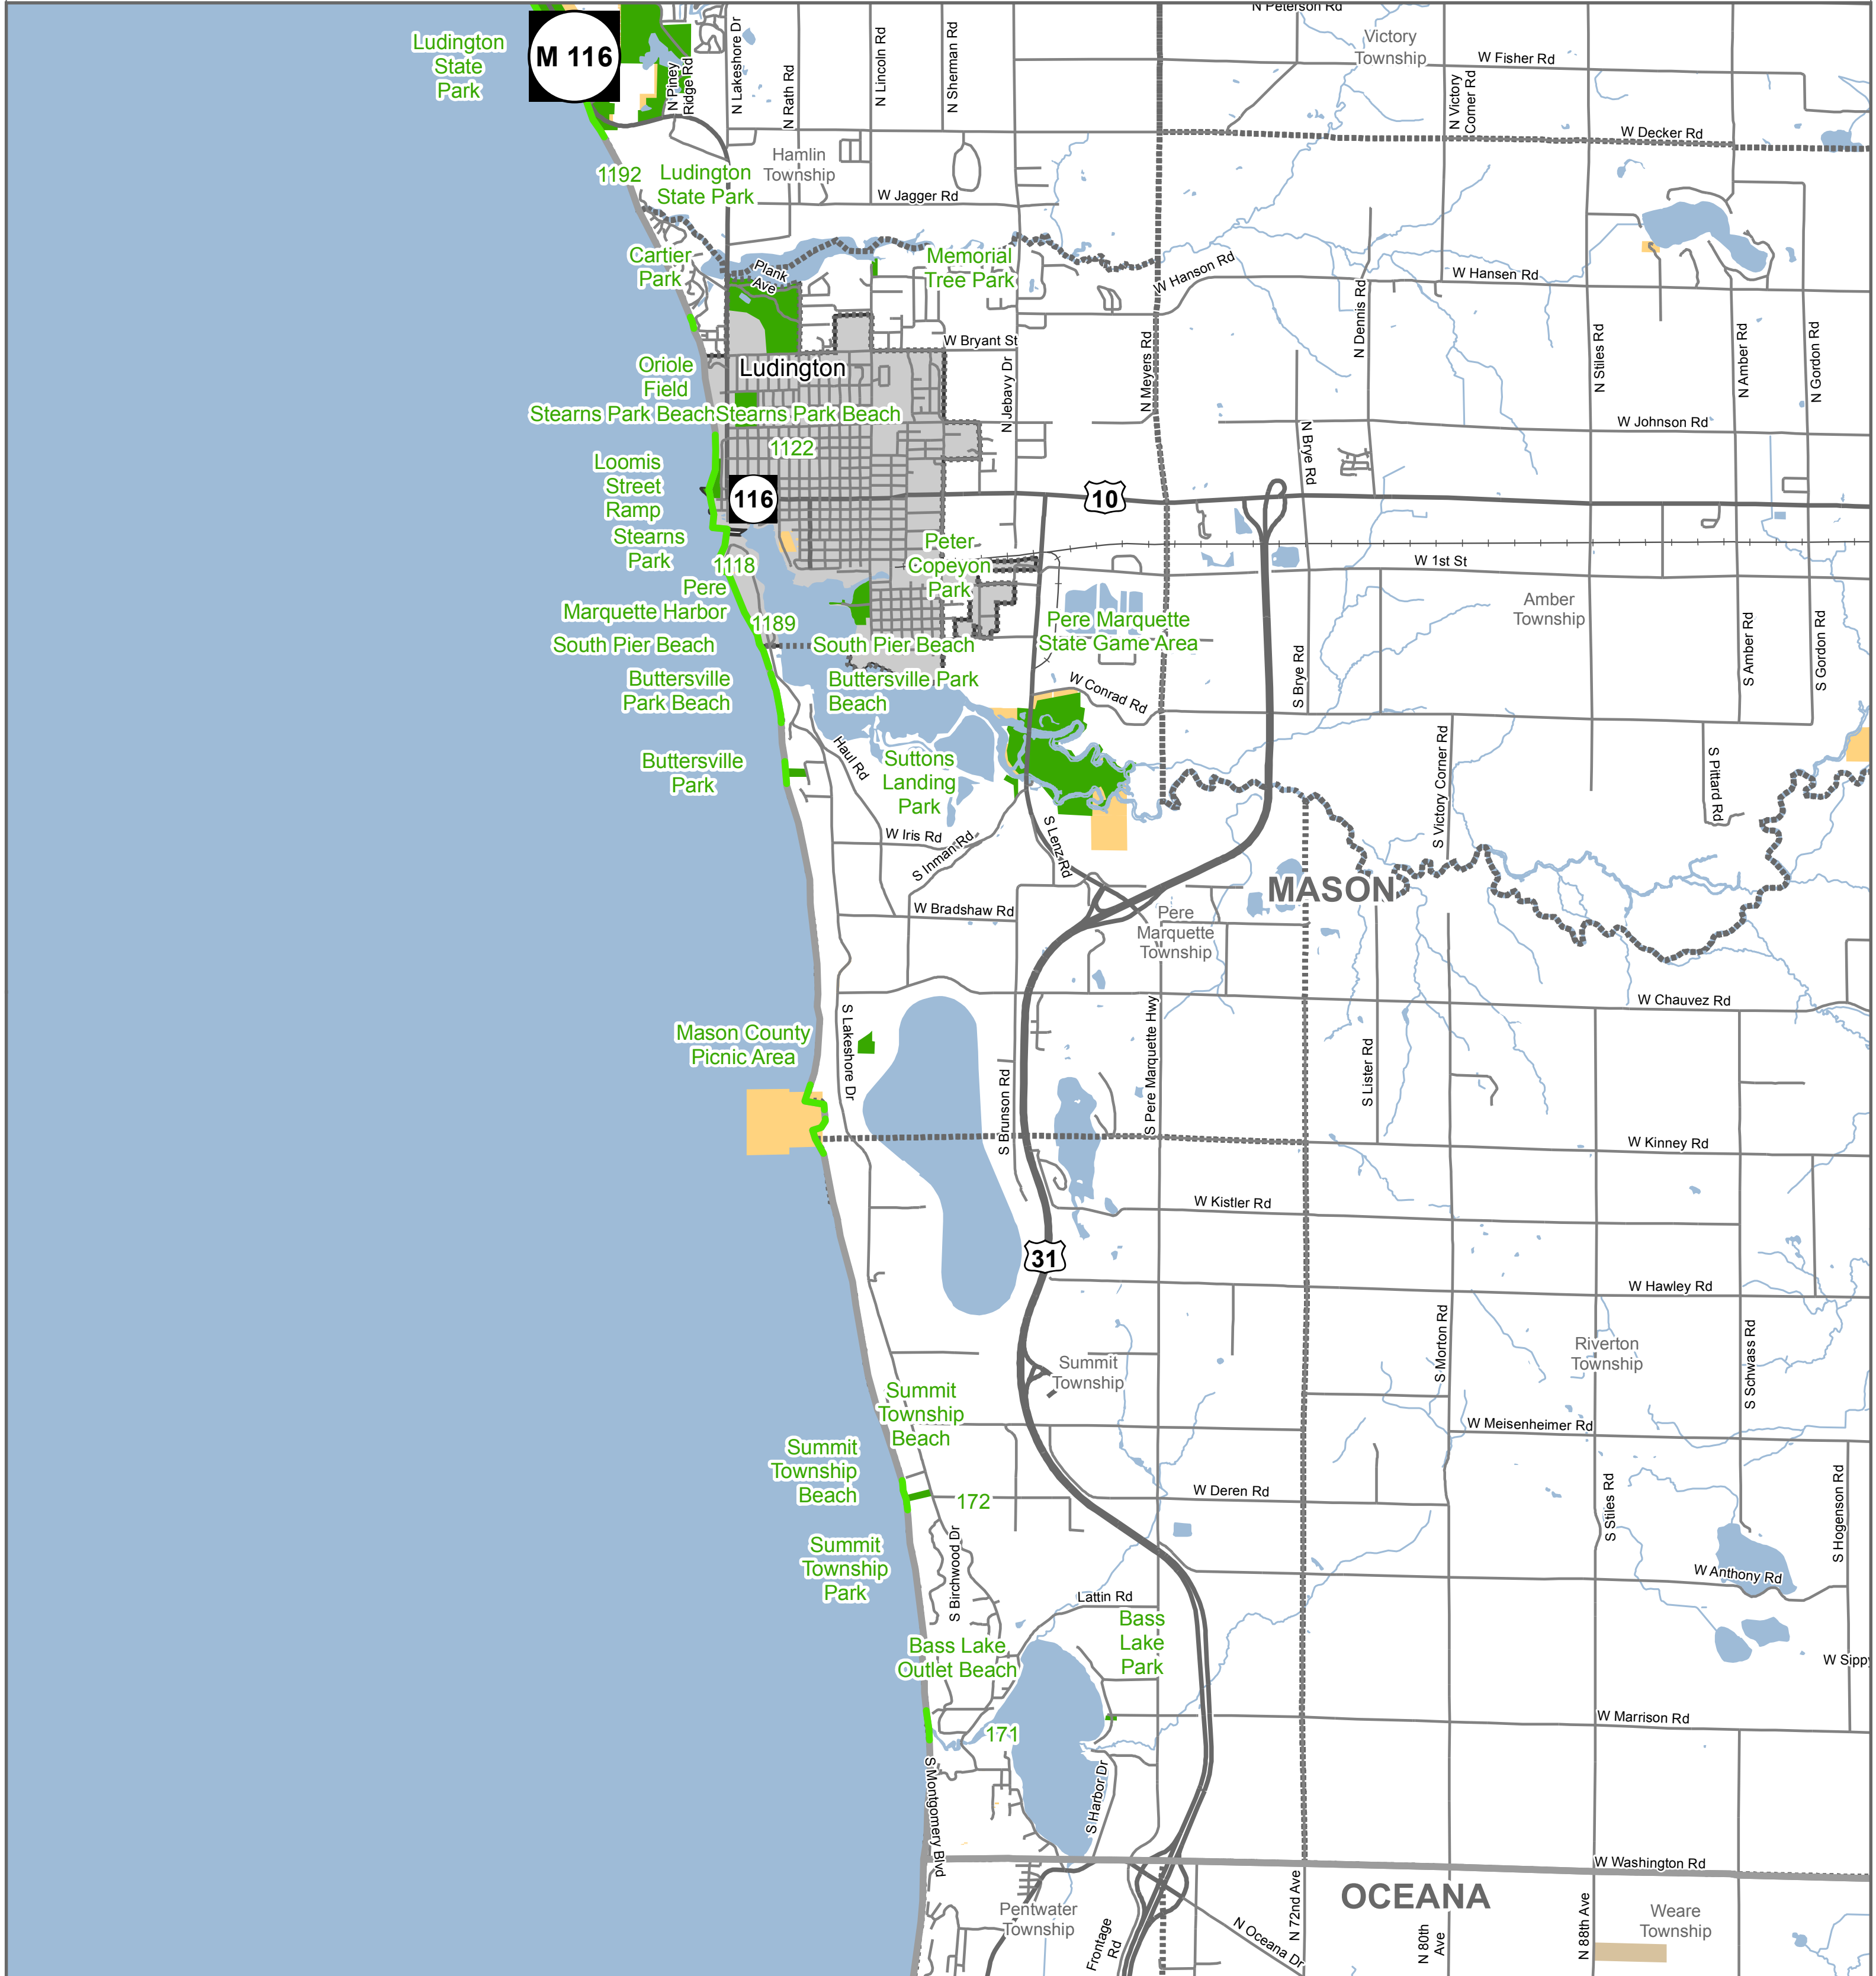 N Peterson Rd
Ludington
State
Park
M 116
N Piney
Ridge Rd
N Lakeshore Dr
N Rath Rd
N Lincoln Rd
N Sherman Rd
Victory
Township
W Fisher Rd
N Victory
Corner Rd
W Decker Rd
Hamlin
Township
1192
Ludington
State Park
W Jagger Rd
Cartier
Park
Plank
Ave
Memorial
Tree Park
W Hanson Rd
W Hansen Rd
N Dennis Rd
N Stiles Rd
N Amber Rd
N Gordon Rd
W Bryant St
N Jebavy Dr
N Meyers Rd
Oriole
Field
Ludington
Stearns Park Beach
Stearns Park Beach
W Johnson Rd
1122
N Brye Rd
Loomis
Street
Ramp
116
10
Stearns
Park
1118
Peter
Copeyon
Park
W 1st St
Pere
Marquette Harbor
1189
Amber
Township
Pere Marquette
State Game Area
South Pier Beach
South Pier Beach
S Brye Rd
S Amber Rd
S Gordon Rd
Buttersville
Park Beach
Buttersville Park
Beach
W Conrad Rd
Haul Rd
Buttersville
Park
Suttons
Landing
Park
S Victory Corner Rd
S Pittard Rd
W Iris Rd
S Inman Rd
S Lenz Rd
MASON
W Bradshaw Rd
Pere
Marquette
Township
W Chauvez Rd
S Lakeshore Dr
Mason County
Picnic Area
S Brunson Rd
S Pere Marquette Hwy
S Lister Rd
W Kinney Rd
W Kistler Rd
31
W Hawley Rd
S Morton Rd
Riverton
Township
S Schwass Rd
Summit
Township
Summit
Township
Beach
W Meisenheimer Rd
Summit
Township
Beach
172
W Deren Rd
S Stiles Rd
S Hogenson Rd
Summit
Township
Park
S Birchwood Dr
W Anthony Rd
Lattin Rd
Bass
Lake
Park
Bass Lake
Outlet Beach
W Sippy
171
W Marrison Rd
S Montgomery Blvd
S Harbor Dr
W Washington Rd
OCEANA
Pentwater
Township
Frontage
Rd
N Oceana Dr
N 72nd Ave
N 80th
Ave
N 88th Ave
Weare
Township